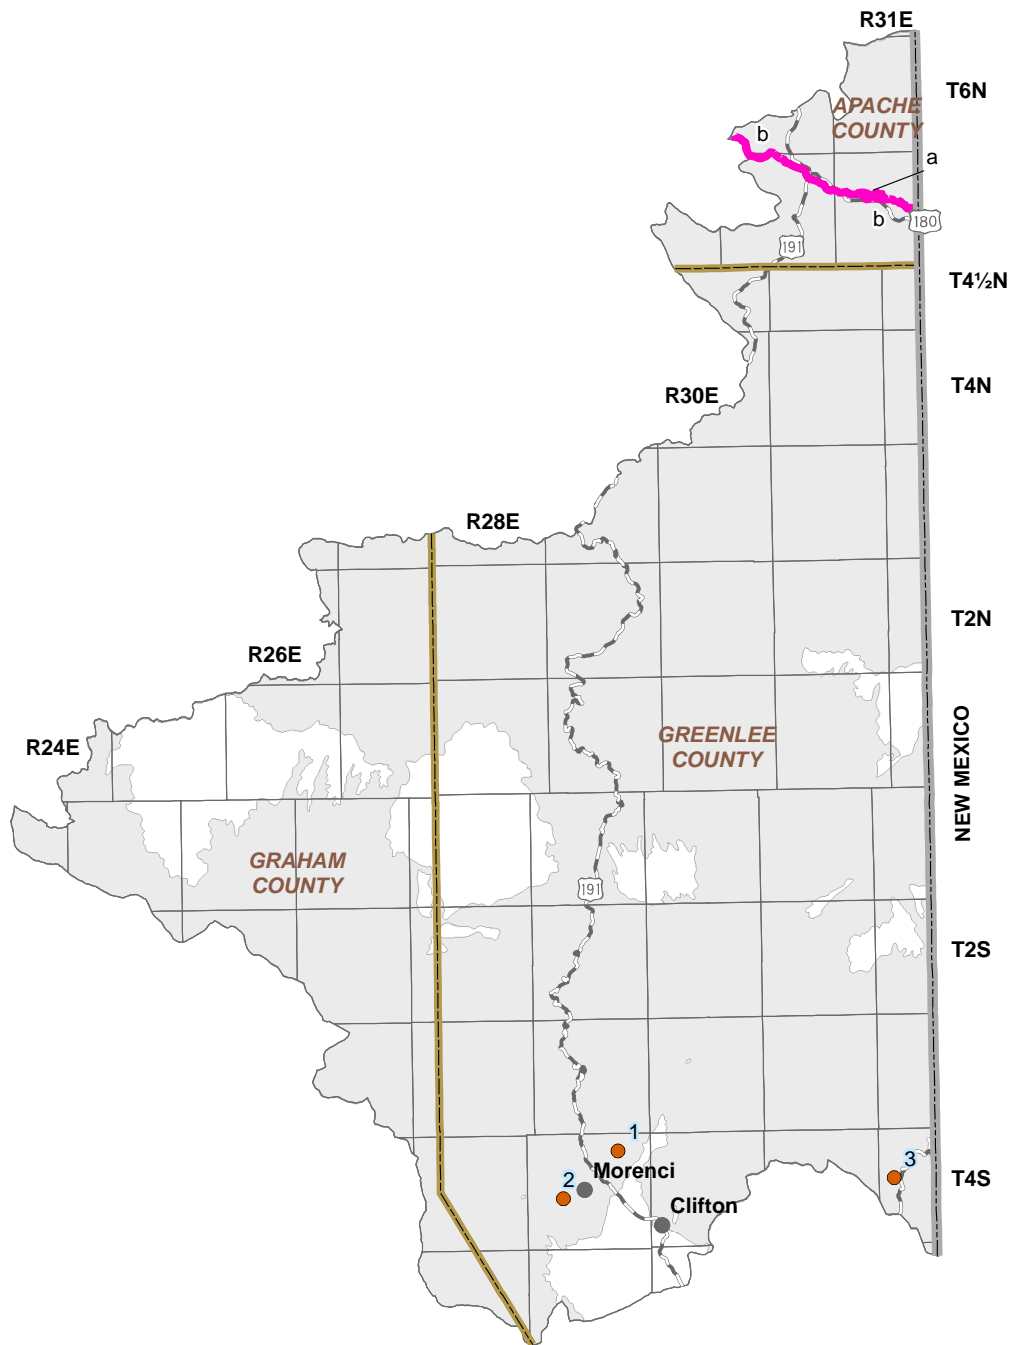 R31E
T6N
APACHE
COUNTY
b
a
b
180
191
T4½N
T4N
R30E
R28E
T2N
R26E
NEW MEXICO
R24E
GREENLEE
COUNTY
GRAHAM
COUNTY
191
T2S
1
Morenci
2
3
T4S
Clifton